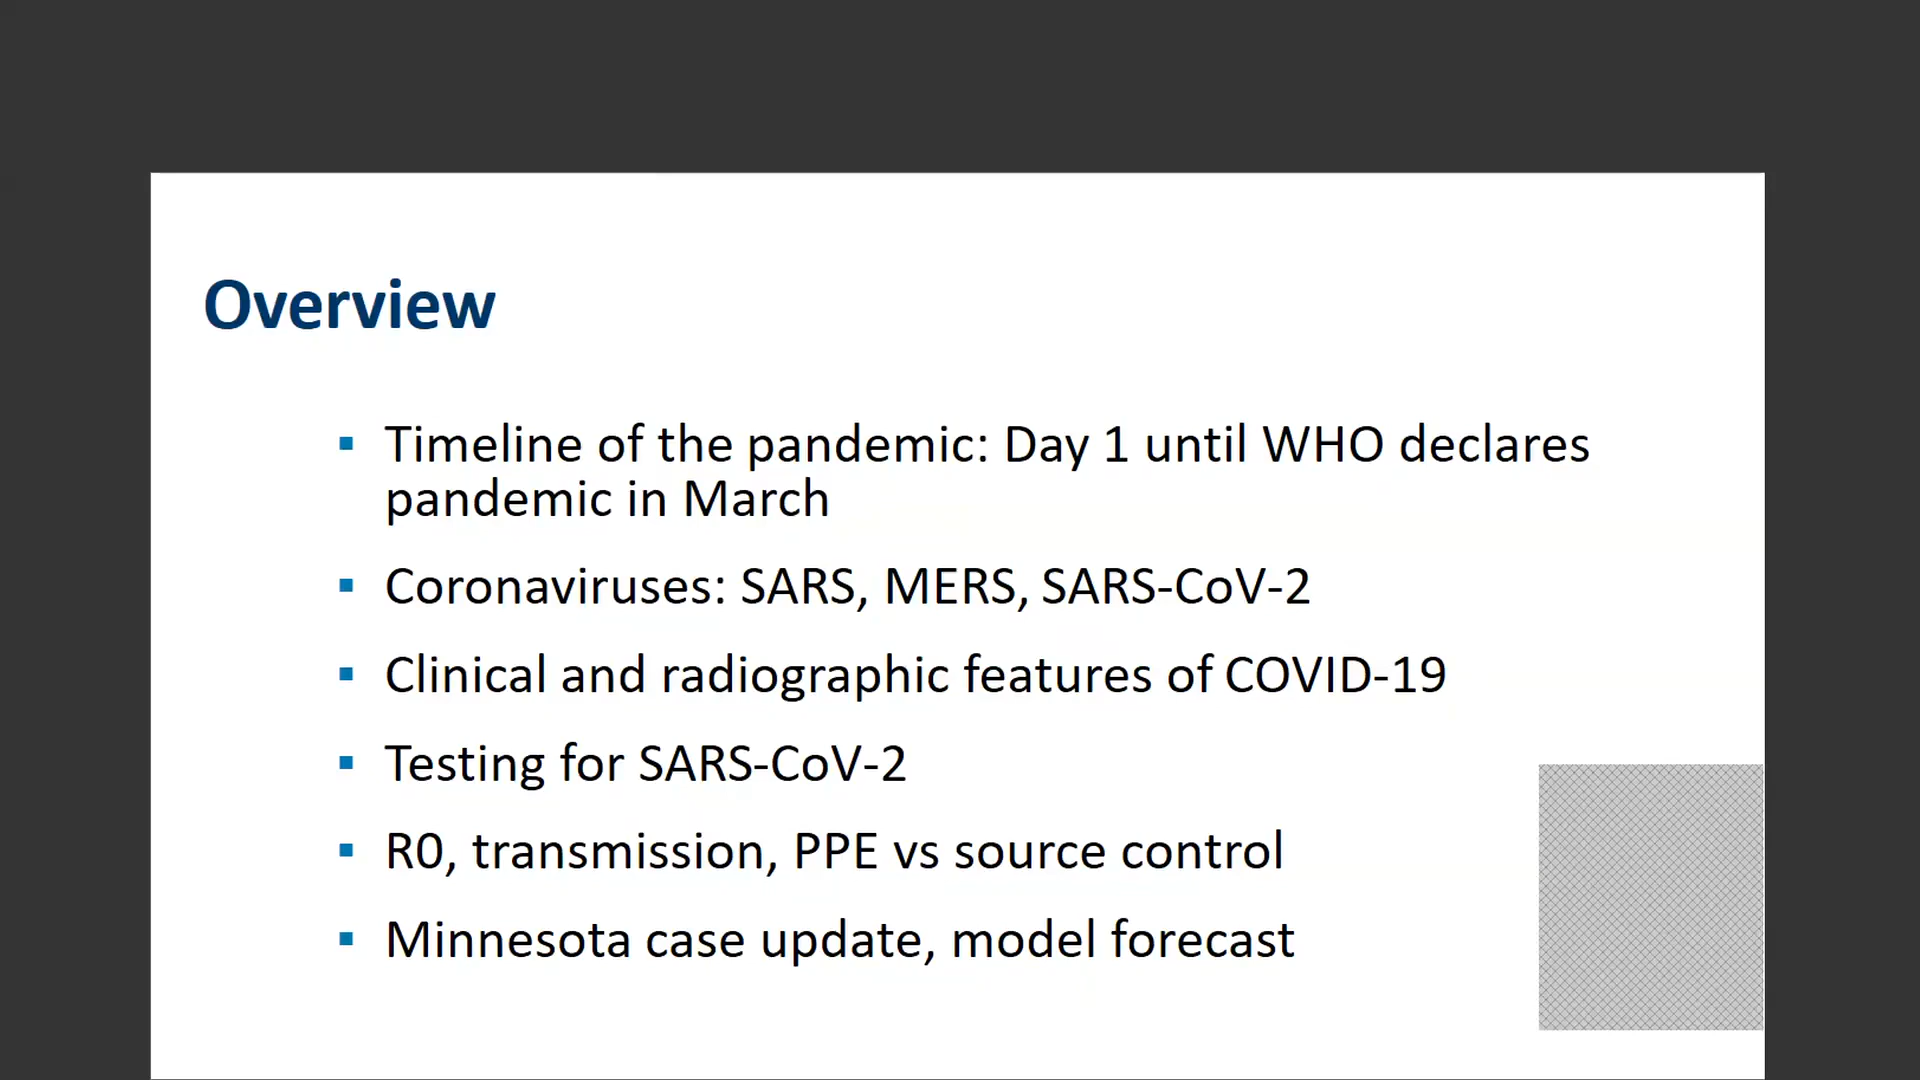 Overview
▪ Timeline of the pandemic: Day 1 until WHO declares
pandemic in March
▪ Coronaviruses: SARS, MERS, SARS-CoV-2
▪ Clinical and radiographic features of COVID-19
▪ Testing for SARS-CoV-2
▪ R0, transmission, PPE vs source control
▪ Minnesota case update, model forecast